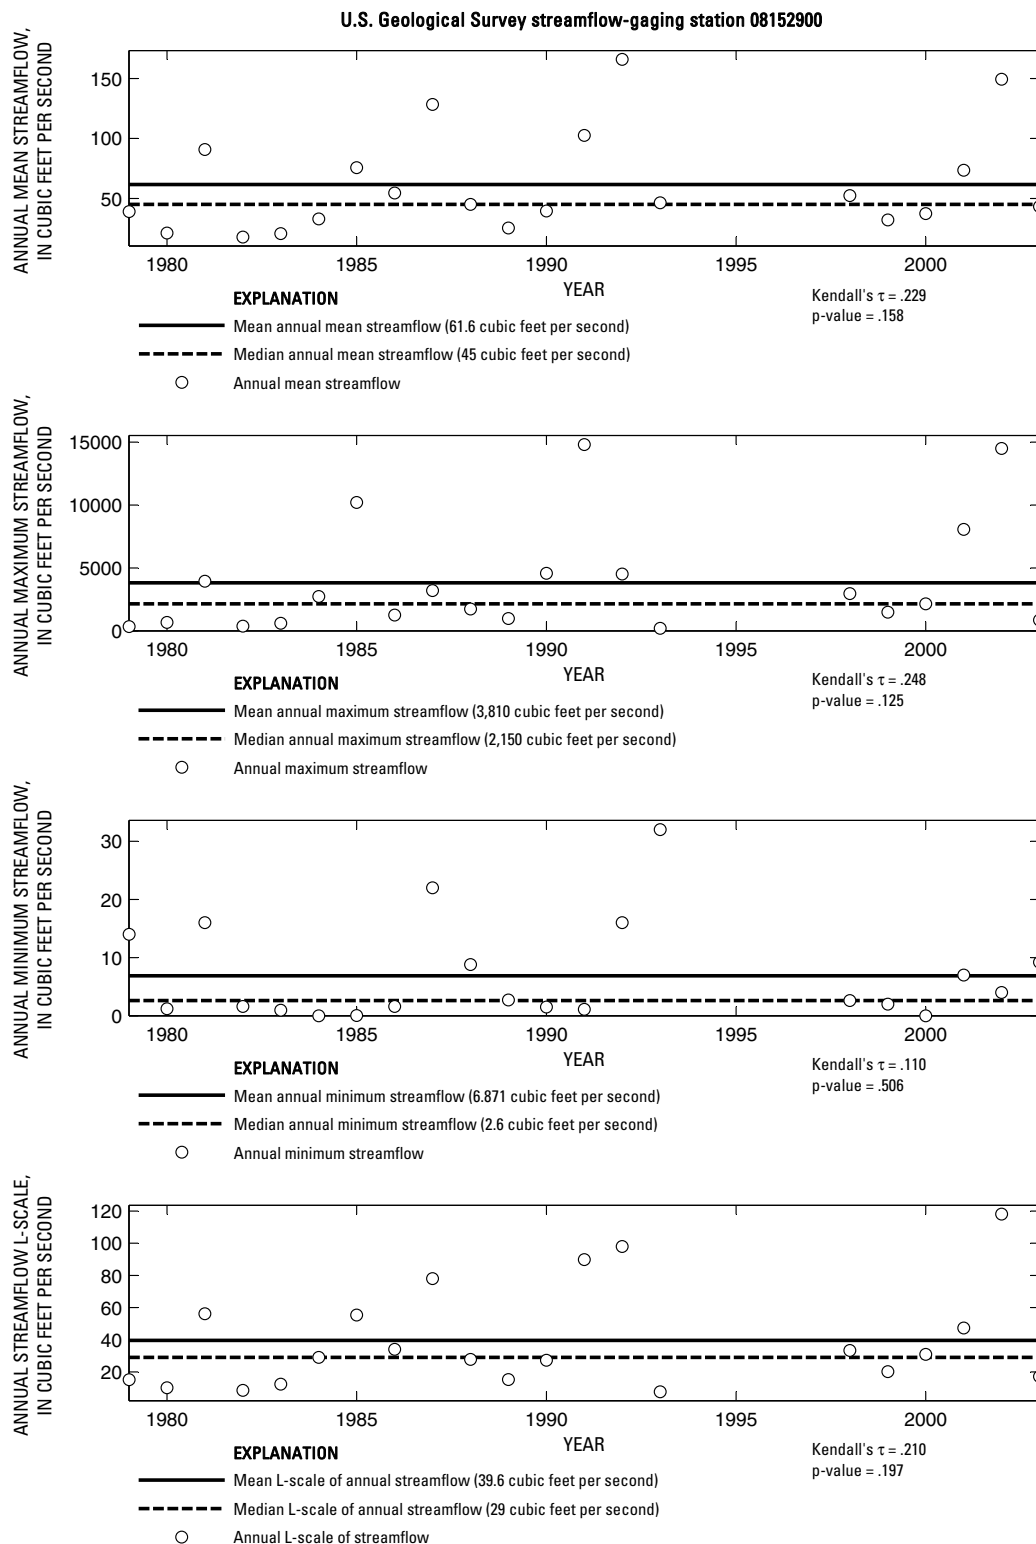 U.S. Geological Survey streamflow-gaging station 08152900
ANNUAL MEAN STREAMFLOW,
IN CUBIC FEET PER SECOND
150
100
50
1980 1985 1990 1995 2000
YEAR
EXPLANATION
Mean annual mean streamflow (61.6 cubic feet per second)
Median annual mean streamflow (45 cubic feet per second)
Annual mean streamflow
Kendall's τ = .229
p-value = .158
ANNUAL MAXIMUM STREAMFLOW,
IN CUBIC FEET PER SECOND
15000
10000
5000
0
1980 1985 1990 1995 2000
YEAR
EXPLANATION
Mean annual maximum streamflow (3,810 cubic feet per second)
Median annual maximum streamflow (2,150 cubic feet per second)
Annual maximum streamflow
Kendall's τ = .248
p-value = .125
ANNUAL MINIMUM STREAMFLOW,
IN CUBIC FEET PER SECOND
30
20
10
0
1980 1985 1990 1995 2000
YEAR
EXPLANATION
Mean annual minimum streamflow (6.871 cubic feet per second)
Median annual minimum streamflow (2.6 cubic feet per second)
Annual minimum streamflow
Kendall's τ = .110
p-value = .506
ANNUAL STREAMFLOW L-SCALE,
IN CUBIC FEET PER SECOND
120
100
80
60
40
20
1980 1985 1990 1995 2000
YEAR
EXPLANATION
Mean L-scale of annual streamflow (39.6 cubic feet per second)
Median L-scale of annual streamflow (29 cubic feet per second)
Annual L-scale of streamflow
Kendall's τ = .210
p-value = .197